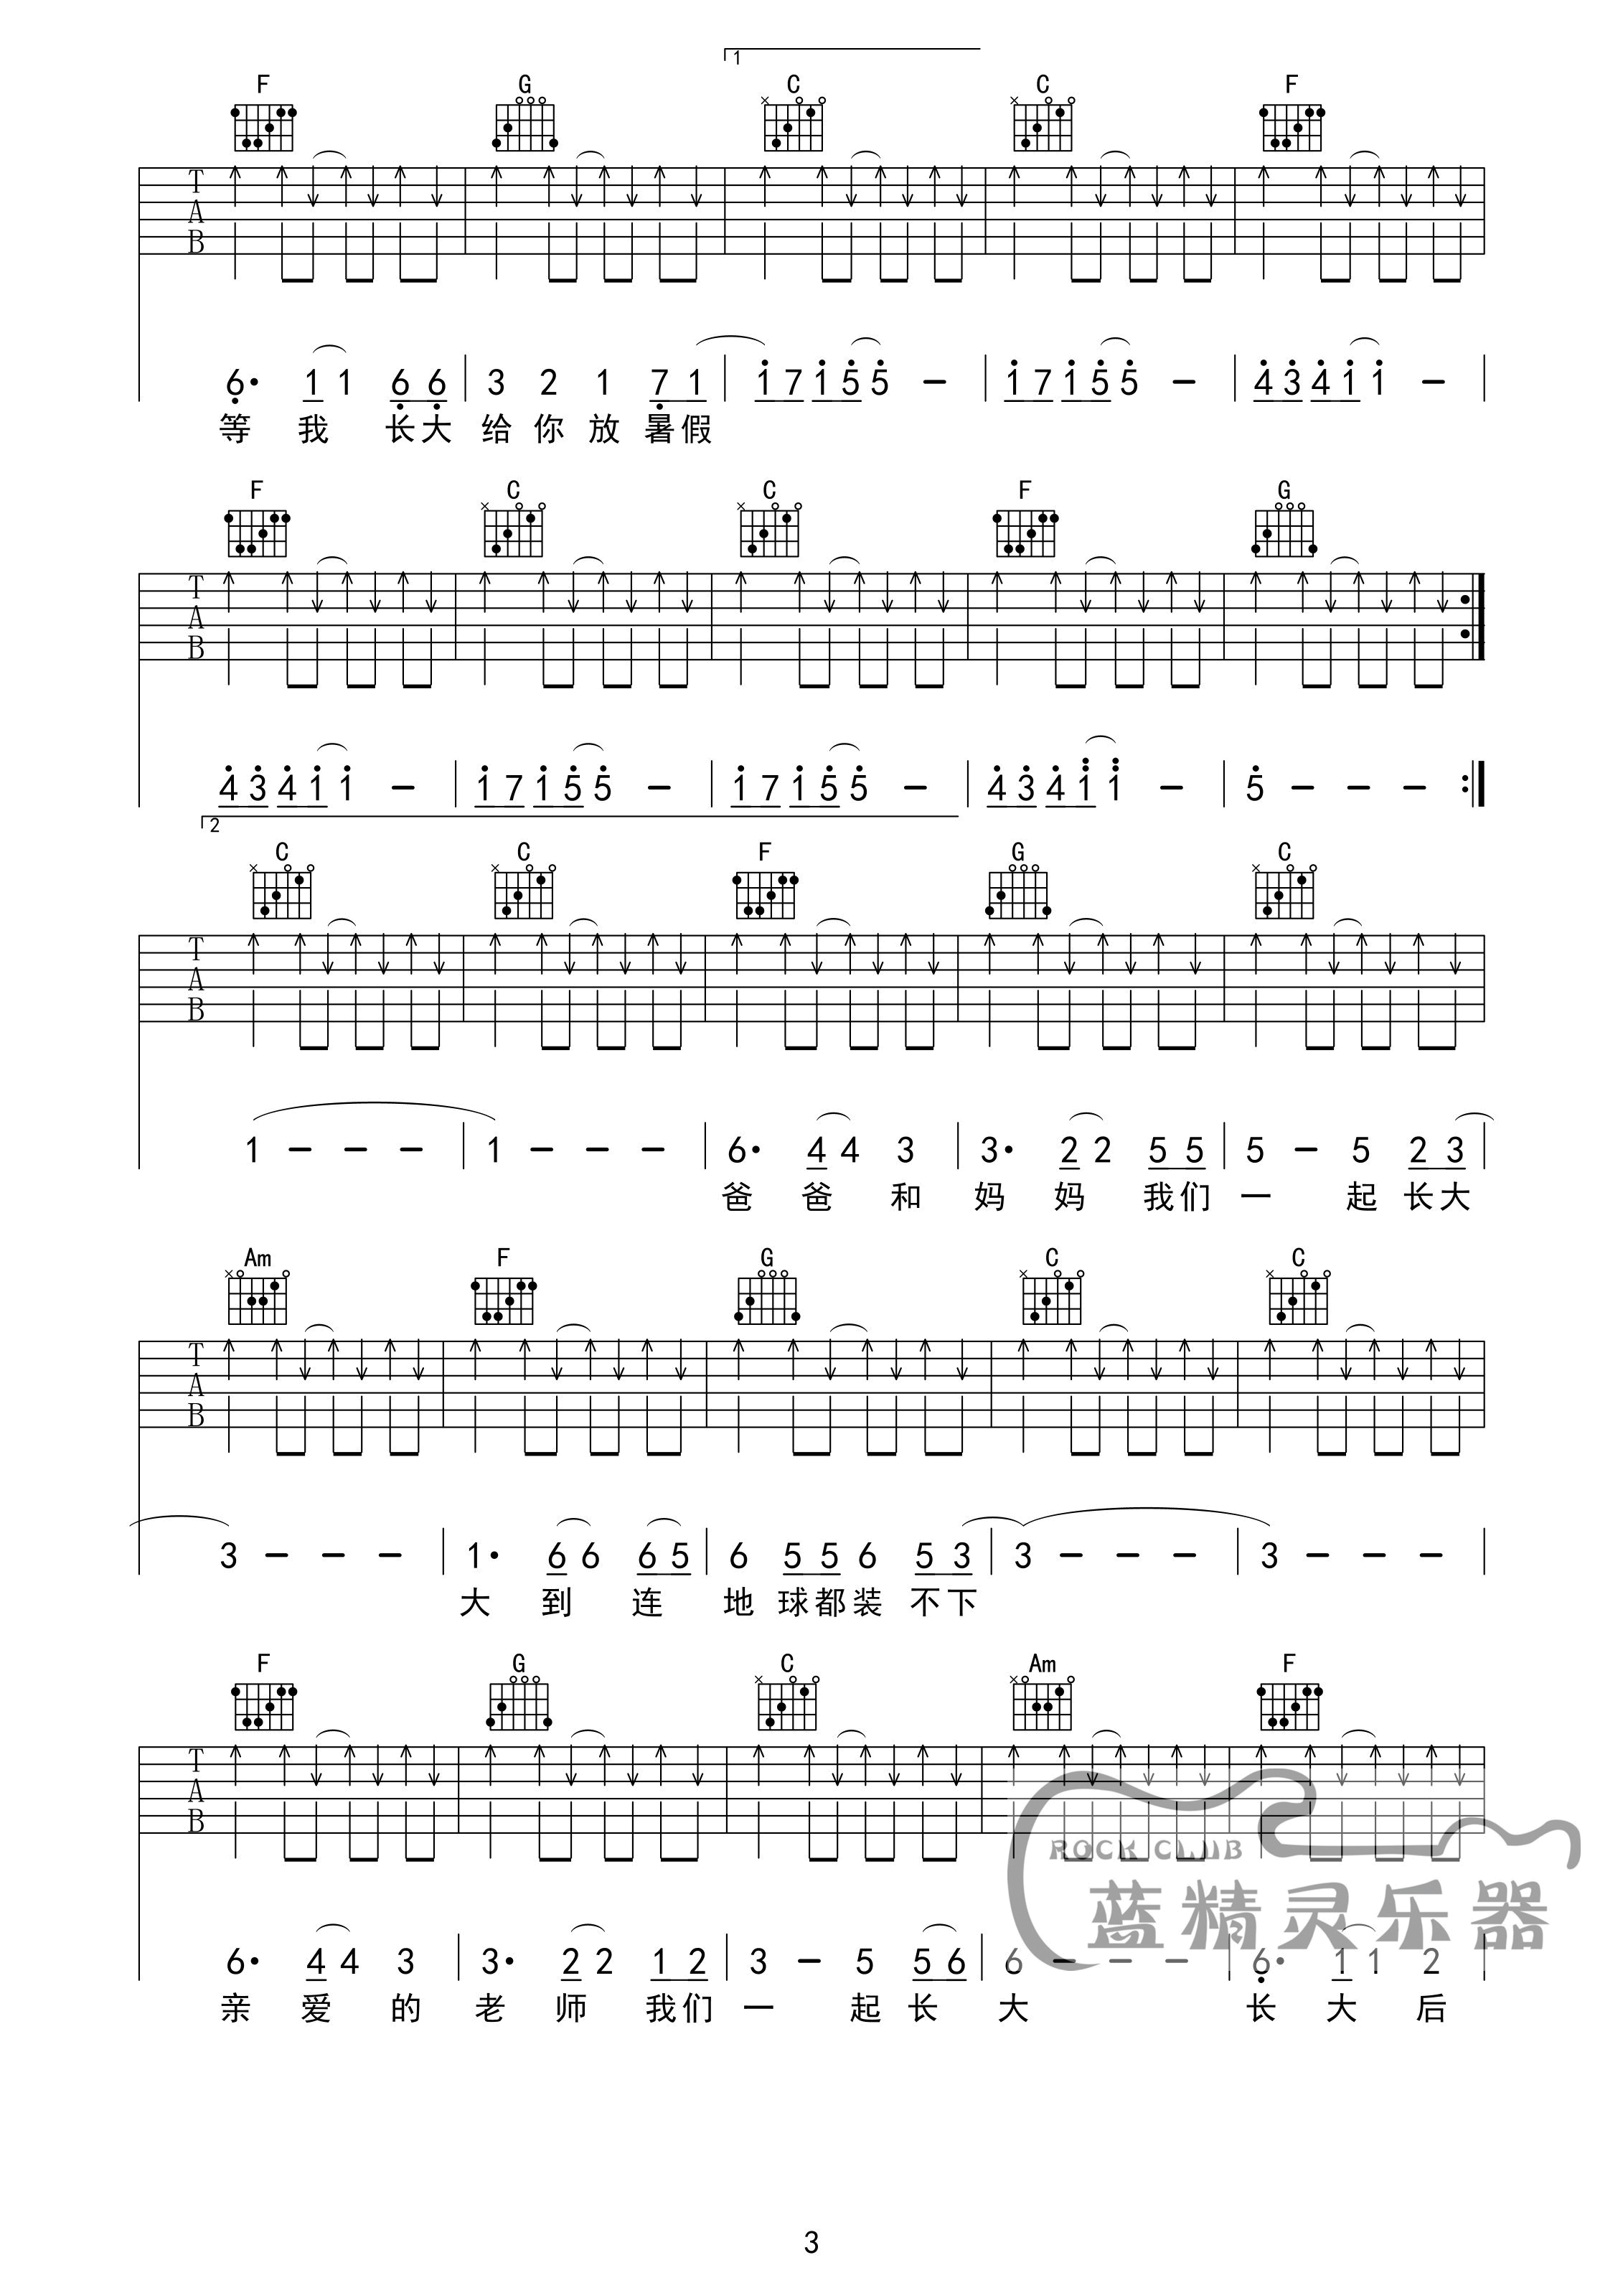 1
F G C C F
T
A
B
6· 1 1 6 6 3 2 1 7 1 1 7 1 5 5 – 1 7 1 5 5 – 4 3 4 1 1 –
等 我 长大 给 你 放 暑假
F C C F G
T
A
B
4 3 4 1 1 – 1 7 1 5 5 – 1 7 1 5 5 – 4 3 4 1 1 – 5 – – –
2
C C F G C
T
A
B
1 – – – 1 – – – 6· 4 4 3 3· 2 2 5 5 5 – 5 2 3
爸 爸 和 妈 妈 我们 一 起 长大
Am F G C C
T
A
B
3 – – – 1· 6 6 6 5 6 5 5 6 5 3 3 – – – 3 – – –
大 到 连 地 球都装 不下
F G C Am F
T
A
B
ROCK CLUB
蓝精灵乐器
6· 4 4 3 3· 2 2 1 2 3 – 5 5 6 6 – – – 6· 1 1 2
亲 爱 的 老 师 我们 一 起 长 大 长 大 后
3